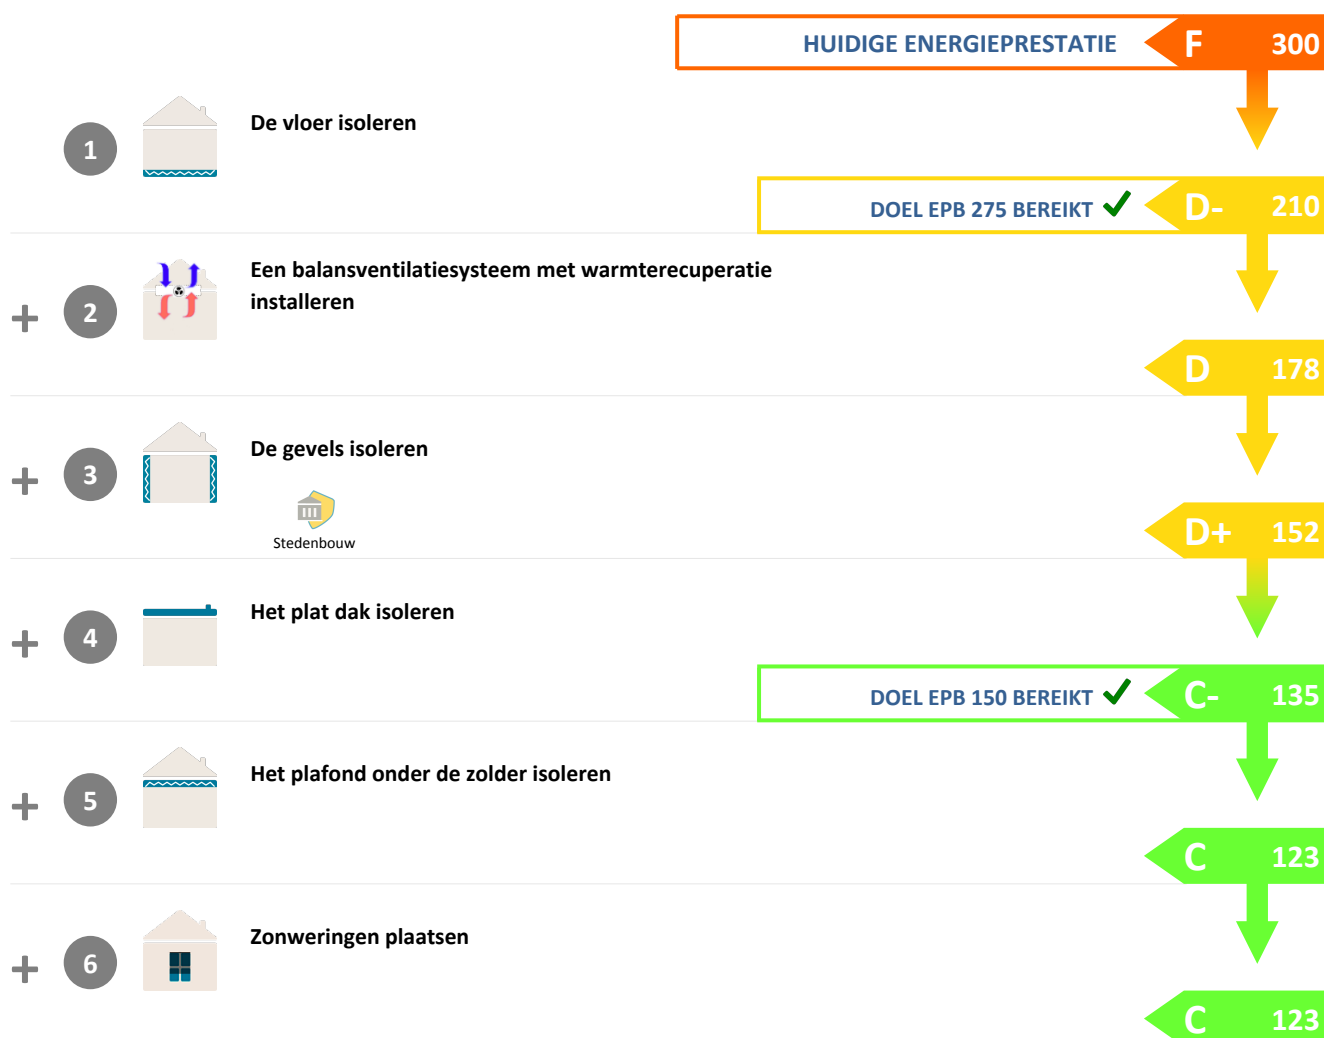 HUIDIGE ENERGIEPRESTATIE F 300
1 De vloer isoleren
DOEL EPB 275 BEREIKT D- 210
Een balansventilatiesysteem met warmterecuperatie
+ 2 installeren
D 178
De gevels isoleren
+ 3
Stedenbouw
D+ 152
Het plat dak isoleren
+ 4
DOEL EPB 150 BEREIKT C- 135
Het plafond onder de zolder isoleren
+ 5
C 123
Zonweringen plaatsen
+ 6
C 123